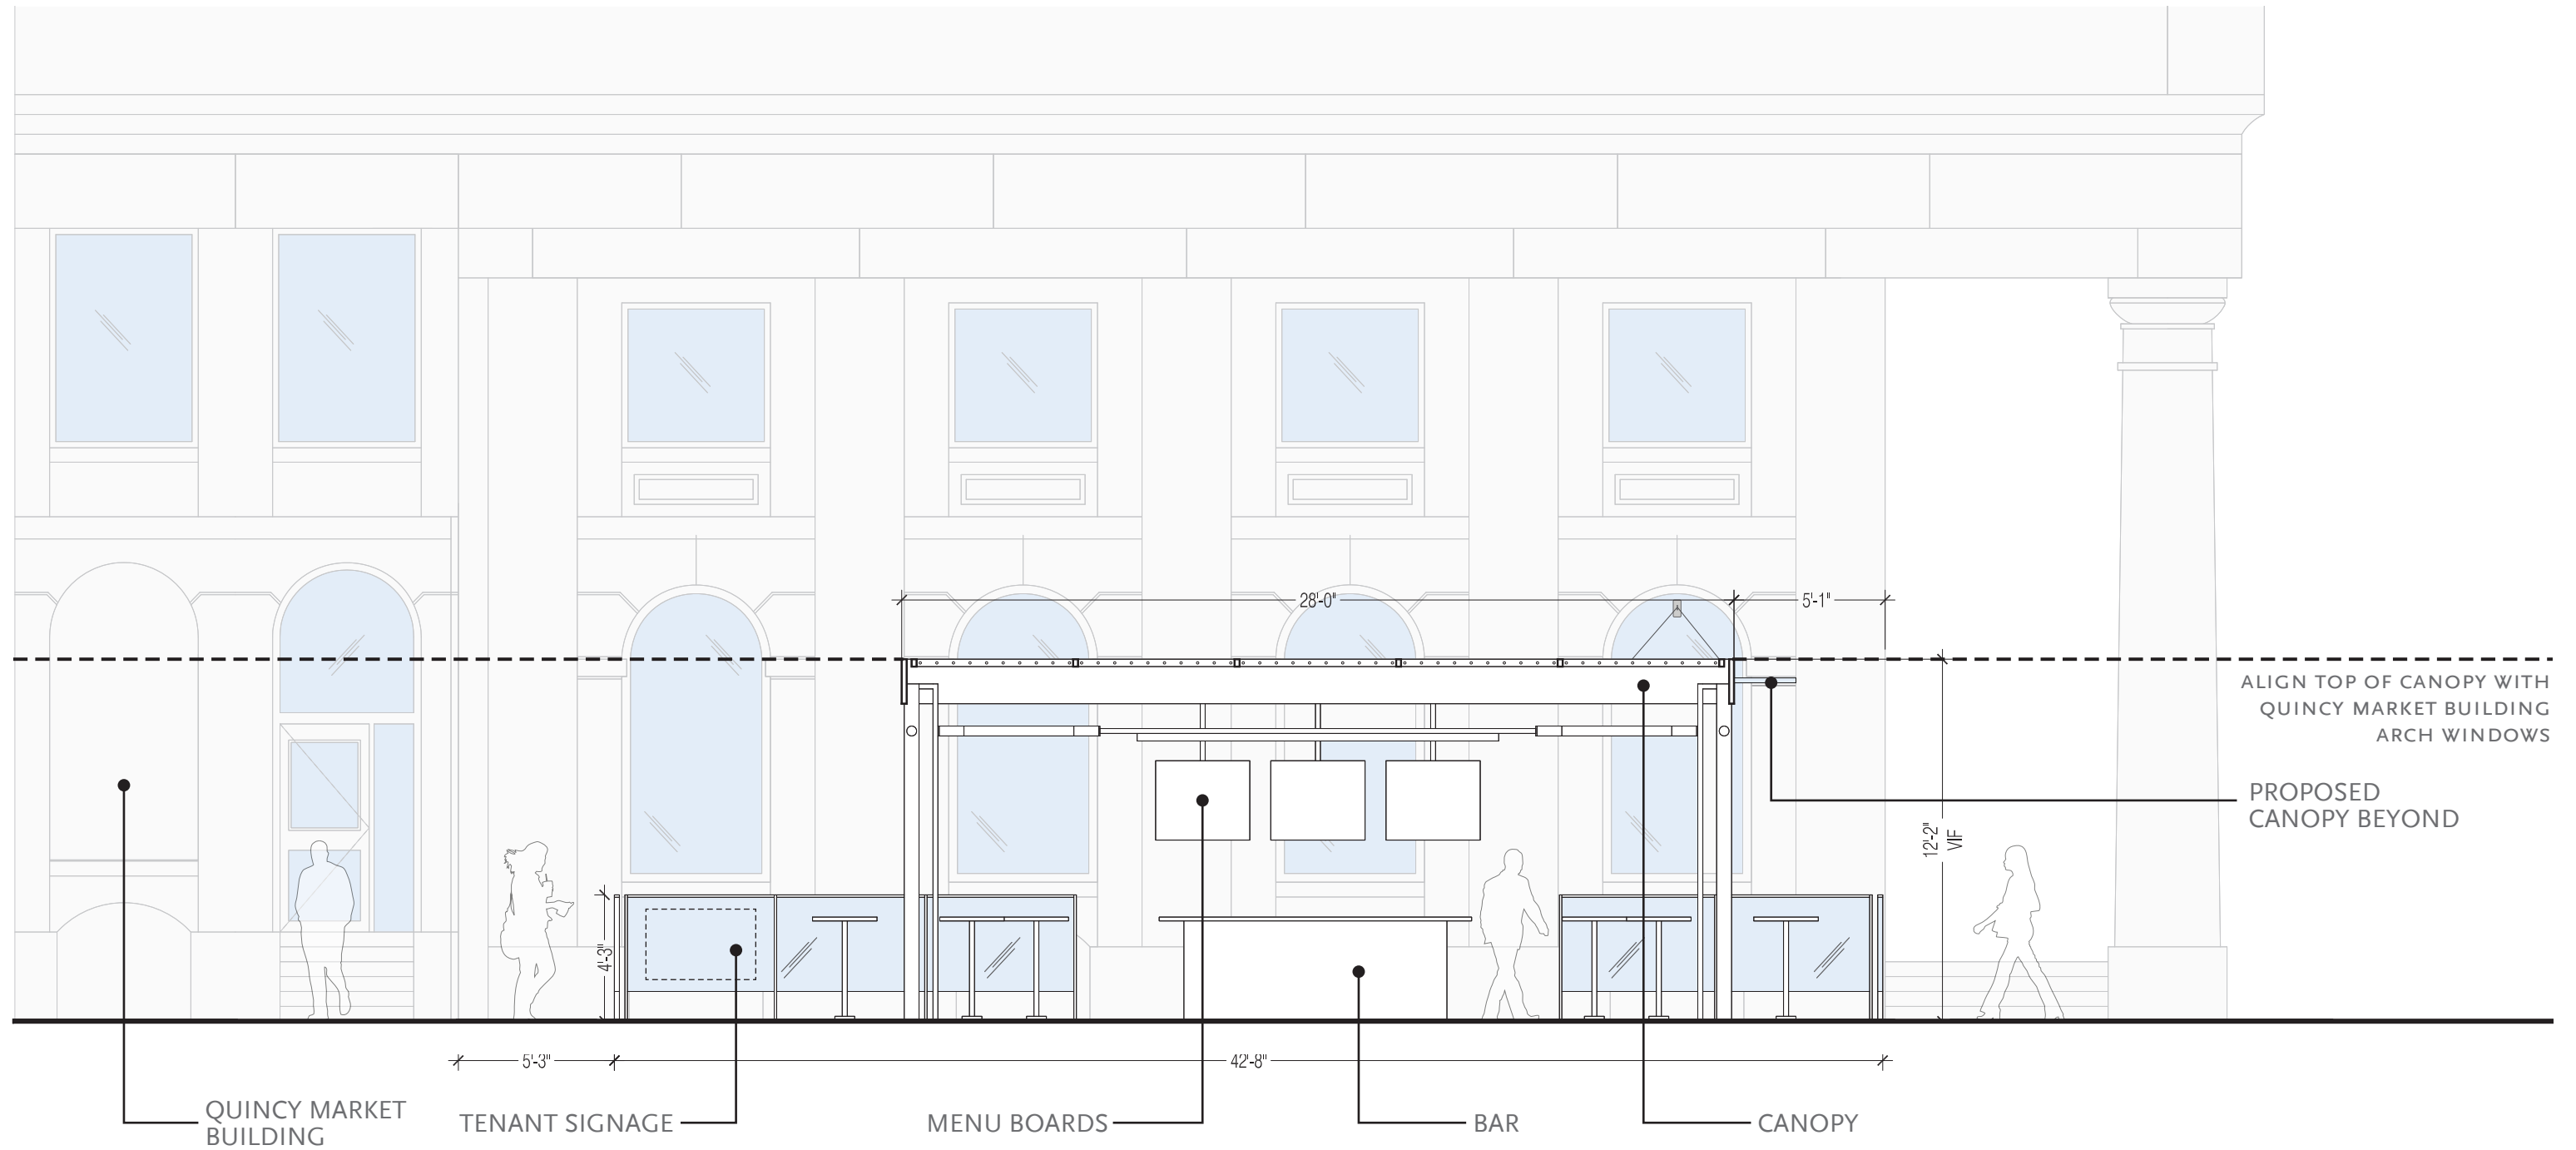 28'-0"
5'-1"
ALIGN TOP OF CANOPY WITH
QUINCY MARKET BUILDING
ARCH WINDOWS
PROPOSED
CANOPY BEYOND
12'-2"
VIF
4'-3"
5'-3"
42'-8"
QUINCY MARKET
BUILDING
TENANT SIGNAGE
MENU BOARDS
BAR
CANOPY